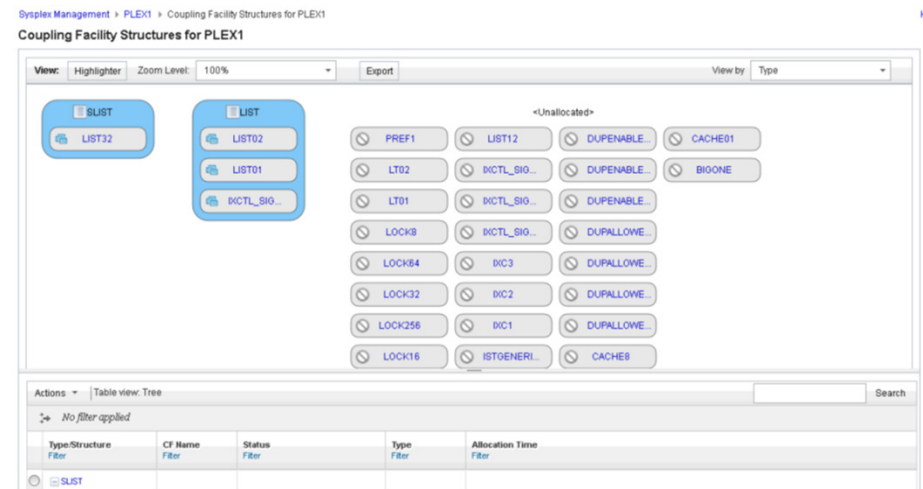 Sysplex Management ▸ PLEX1 ▸ Coupling Facility Structures for PLEX1
Coupling Facility Structures for PLEX1
View: Highlighter Zoom Level: 100% Export View by Type
SLIST LIST <Unallocated>
LIST32 LIST02 PREF1 LIST12 DUPENABLE... CACHE01
LIST01 LT02 IXCTL_SIG... DUPENABLE... BIGONE
IXCTL_SIG... LT01 IXCTL_SIG... DUPENABLE...
LOCK8 IXCTL_SIG... DUPALLOWE...
LOCK64 IXC3 DUPALLOWE...
LOCK32 IXC2 DUPALLOWE...
LOCK256 IXC1 DUPALLOWE...
LOCK16 ISTGENERI... CACHE8
Actions Table view: Tree Search
No filter applied
Type/Structure CF Name Status Type Allocation Time
Filter Filter Filter Filter Filter
SLIST